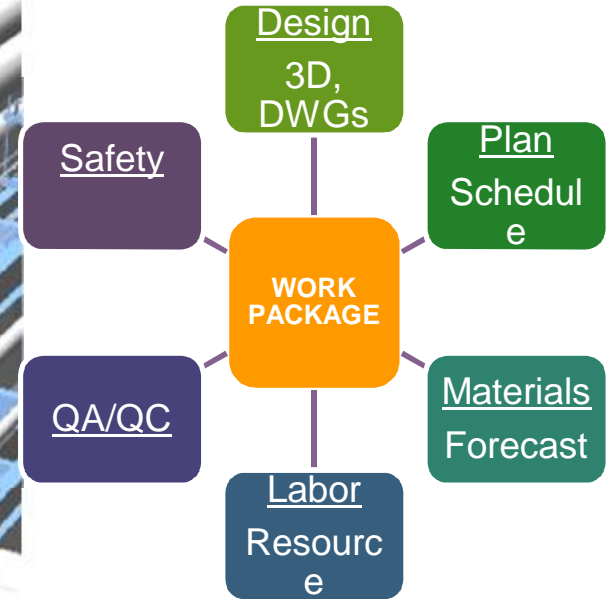 Design
3D,
DWGs
Safety
Plan
Schedul
e
WORK
PACKAGE
QA/QC
Materials
Forecast
Labor
Resourc
e